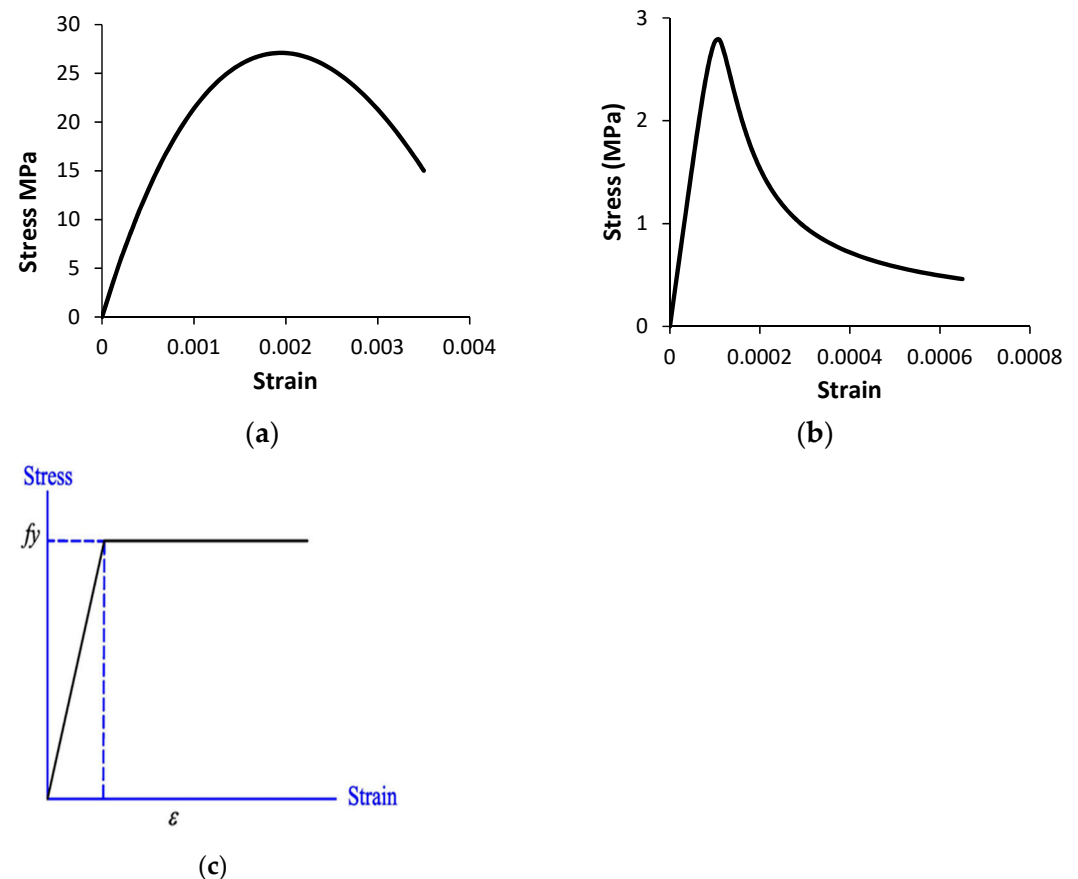 30
25
20
15
10
5
0
Stress MPa
0 0.001 0.002 0.003 0.004
Strain
(a)
3
2
1
0
Stress (MPa)
0 0.0002 0.0004 0.0006 0.0008
Strain
(b)
Stress
fy
Strain
ε
(c)